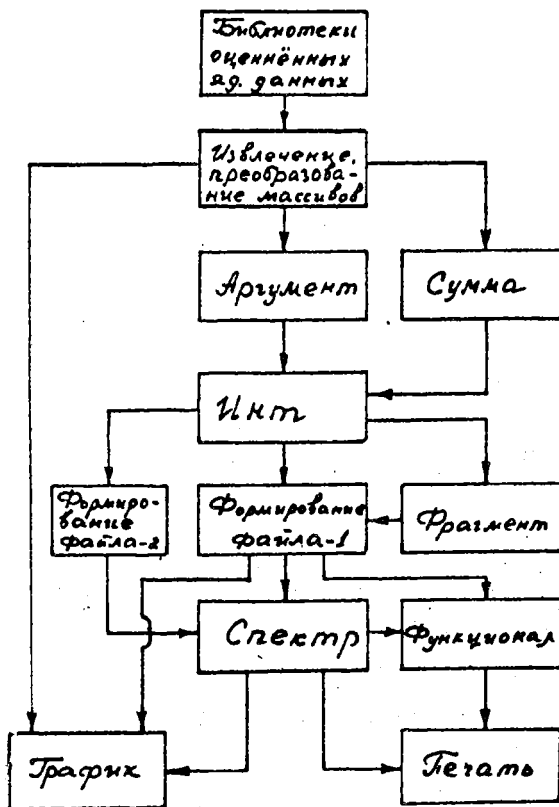 Библиотеки
оценённых
яд. данных
Извлечение,
преобразова-
ние массивов
Аргумент
Сумма
Инт
Формиро-
вание
файла-2
Формирование
файла-1
Фрагмент
Спектр
Функционал
График
Печать